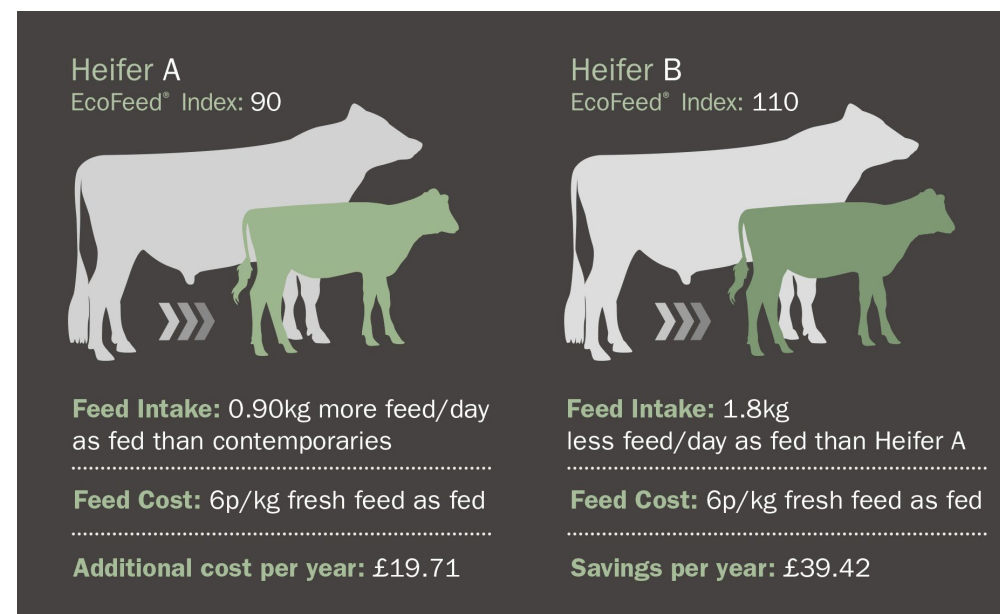 Heifer A
EcoFeed® Index: 90
Feed Intake: 0.90kg more feed/day
as fed than contemporaries
Feed Cost: 6p/kg fresh feed as fed
Additional cost per year: £19.71
Heifer B
EcoFeed® Index: 110
Feed Intake: 1.8kg
less feed/day as fed than Heifer A
Feed Cost: 6p/kg fresh feed as fed
Savings per year: £39.42